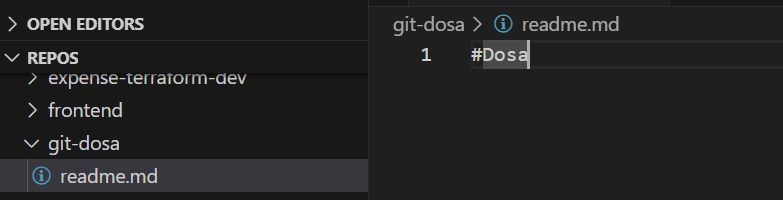 OPEN EDITORS
REPOS
expense-terraform-dev
frontend
git-dosa
readme.md
git-dosa > readme.md
1 #Dosa